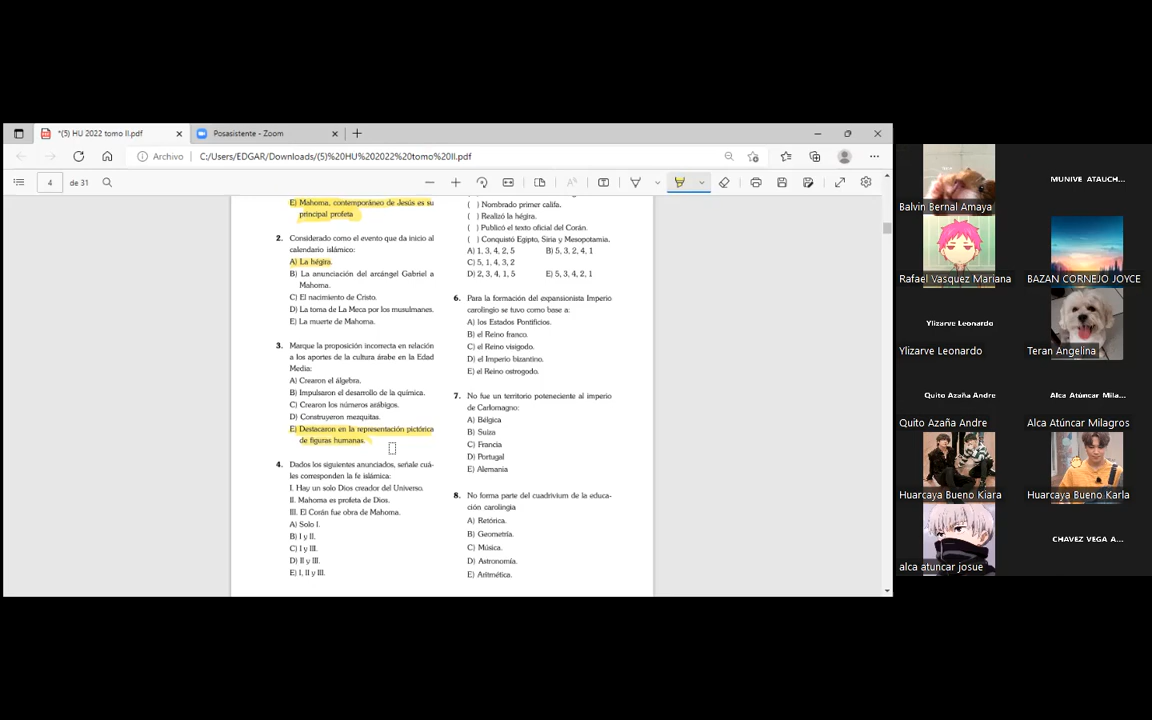 *(5) HU 2022 tomo II.pdf
Posasistente - Zoom
Archivo
C:/Users/EDGAR/Downloads/(5)%20HU%202022%20tomo%20II.pdf
4
de 31
E) Mahoma, contemporáneo de Jesús es su
principal profeta
2. Considerado como el evento que da inicio al
calendario islámico:
A) La hégira.
B) La anunciación del arcángel Gabriel a
Mahoma.
C) El nacimiento de Cristo.
D) La toma de La Meca por los musulmanes.
E) La muerte de Mahoma.
3. Marque la proposición incorrecta en relación
a los aportes de la cultura árabe en la Edad
Media:
A) Crearon el álgebra.
B) Impulsaron el desarrollo de la química.
C) Crearon los números arábigos.
D) Construyeron mezquitas.
E) Destacaron en la representación pictórica
de figuras humanas.
4. Dados los siguientes anunciados, señale cuá-
les corresponden la fe islámica:
I. Hay un solo Dios creador del Universo.
II. Mahoma es profeta de Dios.
III. El Corán fue obra de Mahoma.
A) Solo I.
B) I y II.
C) I y III.
D) II y III.
E) I, II y III.
( ) Nombrado primer califa.
( ) Realizó la hégira.
( ) Publicó el texto oficial del Corán.
( ) Conquistó Egipto, Siria y Mesopotamia.
A) 1, 3, 4, 2, 5 B) 5, 3, 2, 4, 1
C) 5, 1, 4, 3, 2
D) 2, 3, 4, 1, 5 E) 5, 3, 4, 2, 1
6. Para la formación del expansionista Imperio
carolingio se tuvo como base a:
A) los Estados Pontificios.
B) el Reino franco.
C) el Reino visigodo.
D) el Imperio bizantino.
E) el Reino ostrogodo.
7. No fue un territorio poteneciente al imperio
de Carlomagno:
A) Bélgica
B) Suiza
C) Francia
D) Portugal
E) Alemania
8. No forma parte del cuadrivium de la educa-
ción carolingia
A) Retórica.
B) Geometría.
C) Música.
D) Astronomía.
E) Aritmética.
Balvin Bernal Amaya
MUNIVE ATAUCH...
Rafael Vasquez Mariana
BAZAN CORNEJO JOYCE
Ylizarve Leonardo
Ylizarve Leonardo
Teran Angelina
Quito Azaña Andre
Quito Azaña Andre
Alca Atúncar Mila...
Alca Atúncar Milagros
Huarcaya Bueno Kiara
Huarcaya Bueno Karla
alca atuncar josue
CHAVEZ VEGA A...